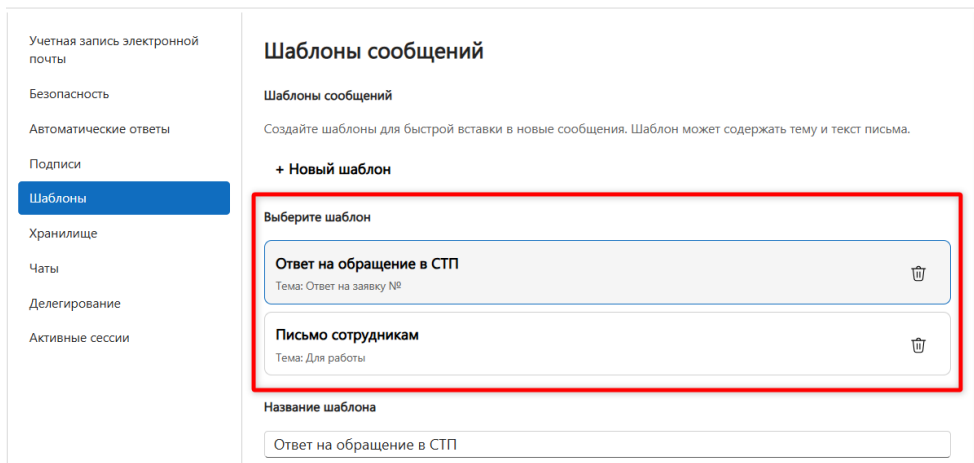 Учетная запись электронной
почты
Безопасность
Автоматические ответы
Подписи
Шаблоны
Хранилище
Чаты
Делегирование
Активные сессии
Шаблоны сообщений
Шаблоны сообщений
Создайте шаблоны для быстрой вставки в новые сообщения. Шаблон может содержать тему и текст письма.
+ Новый шаблон
Выберите шаблон
Ответ на обращение в СТП
Тема: Ответ на заявку №
Письмо сотрудникам
Тема: Для работы
Название шаблона
Ответ на обращение в СТП